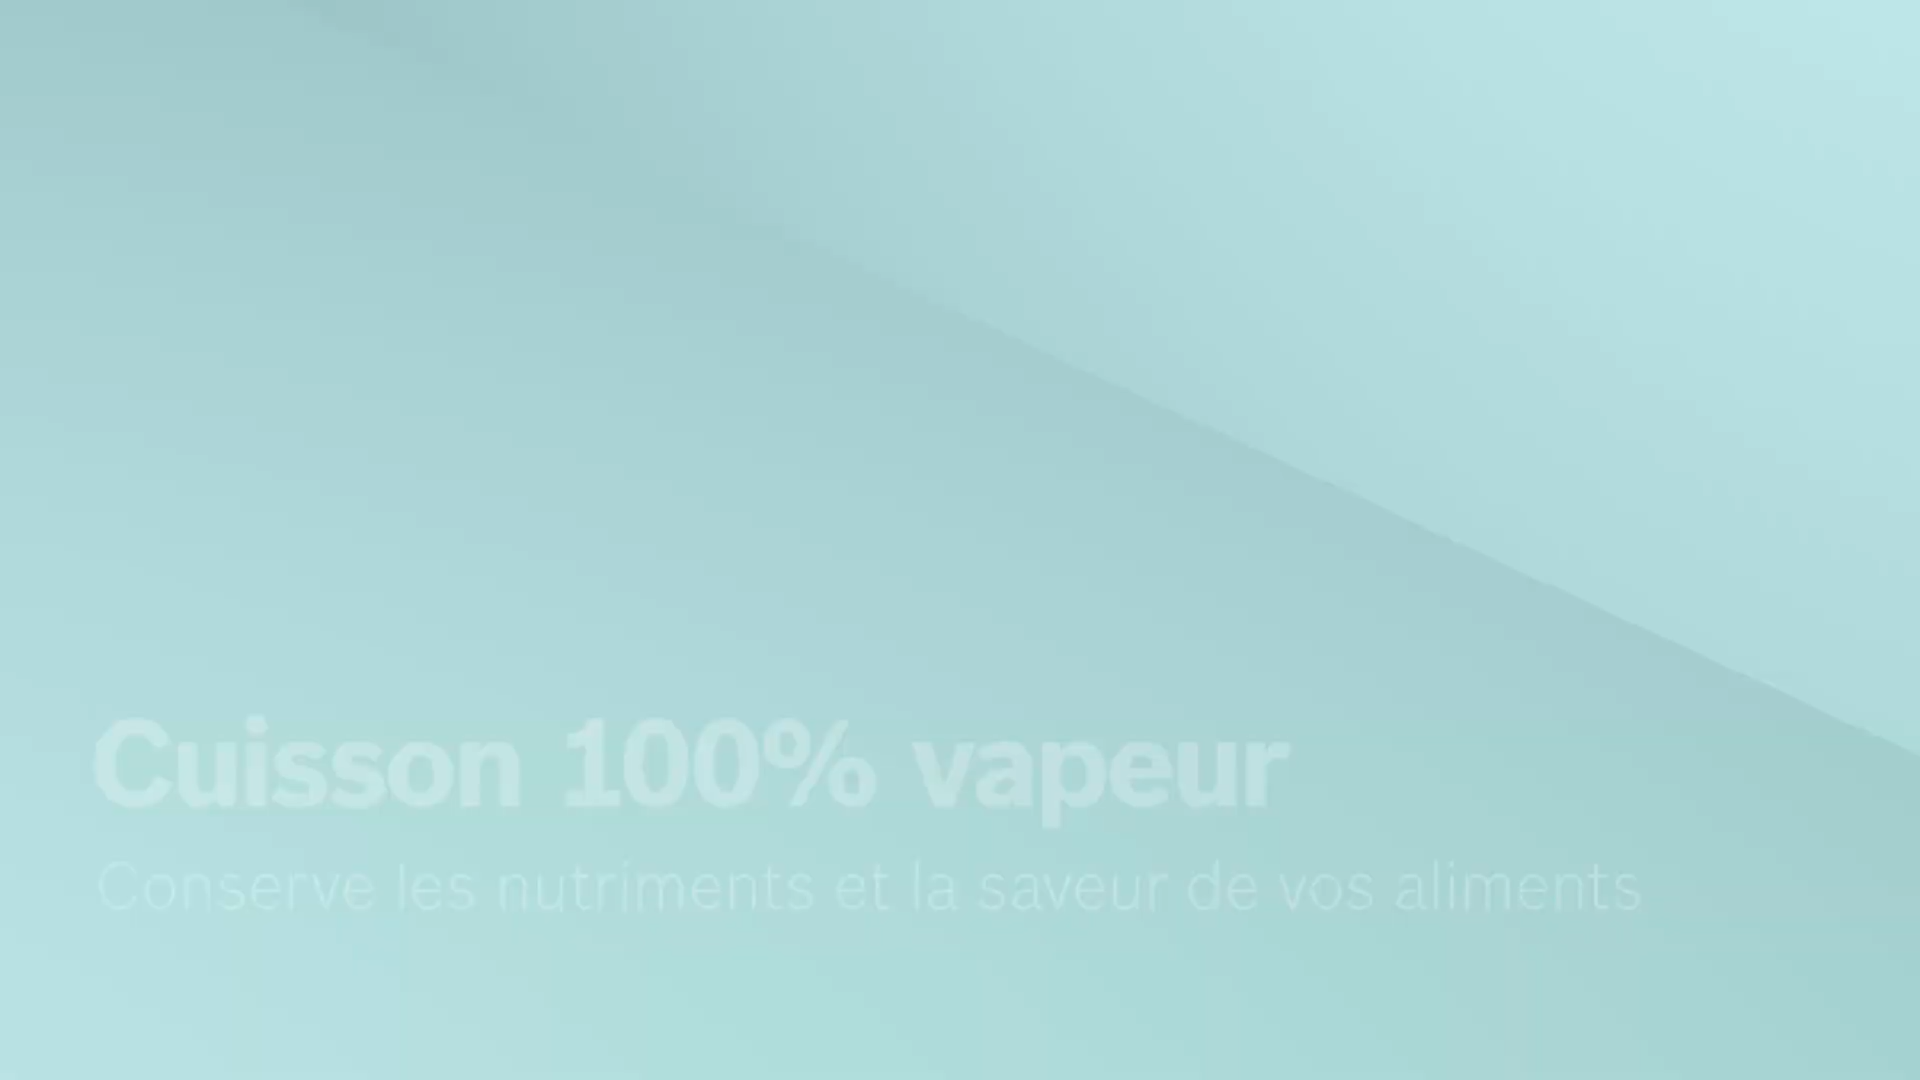 Cuisson 100% vapeur
Conserve les nutriments et la saveur de vos aliments